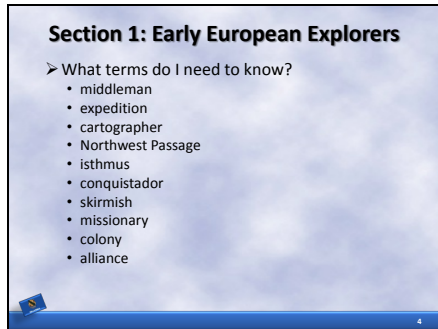 Section 1: Early European Explorers
➢ What terms do I need to know?
• middleman
• expedition
• cartographer
• Northwest Passage
• isthmus
• conquistador
• skirmish
• missionary
• colony
• alliance
4